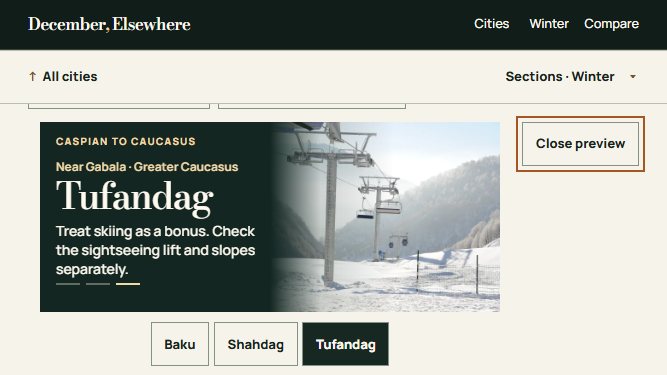 December, Elsewhere
Cities Winter Compare
↑ All cities
Sections · Winter
CASPIAN TO CAUCASUS
Near Gabala · Greater Caucasus
Tufandag
Treat skiing as a bonus. Check
the sightseeing lift and slopes
separately.
Close preview
Baku Shahdag Tufandag